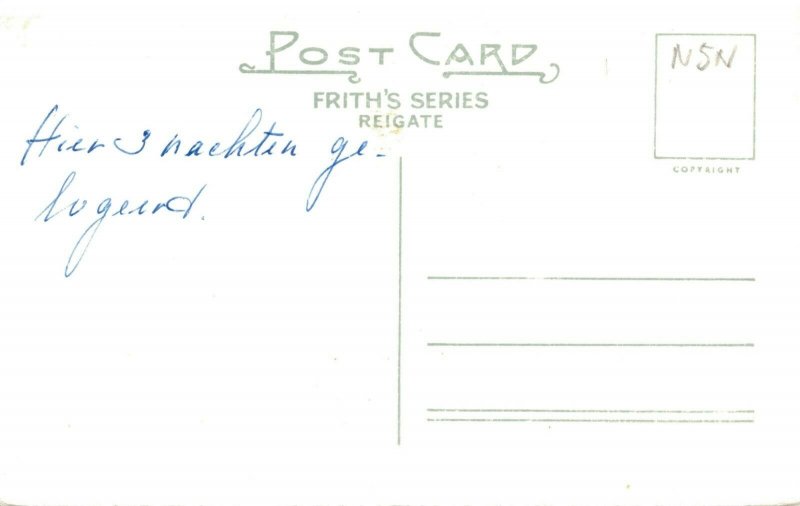 POST CARD
FRITH'S SERIES
REIGATE
N5N
COPYRIGHT
Hier 3 nachten ge-
logeerd.